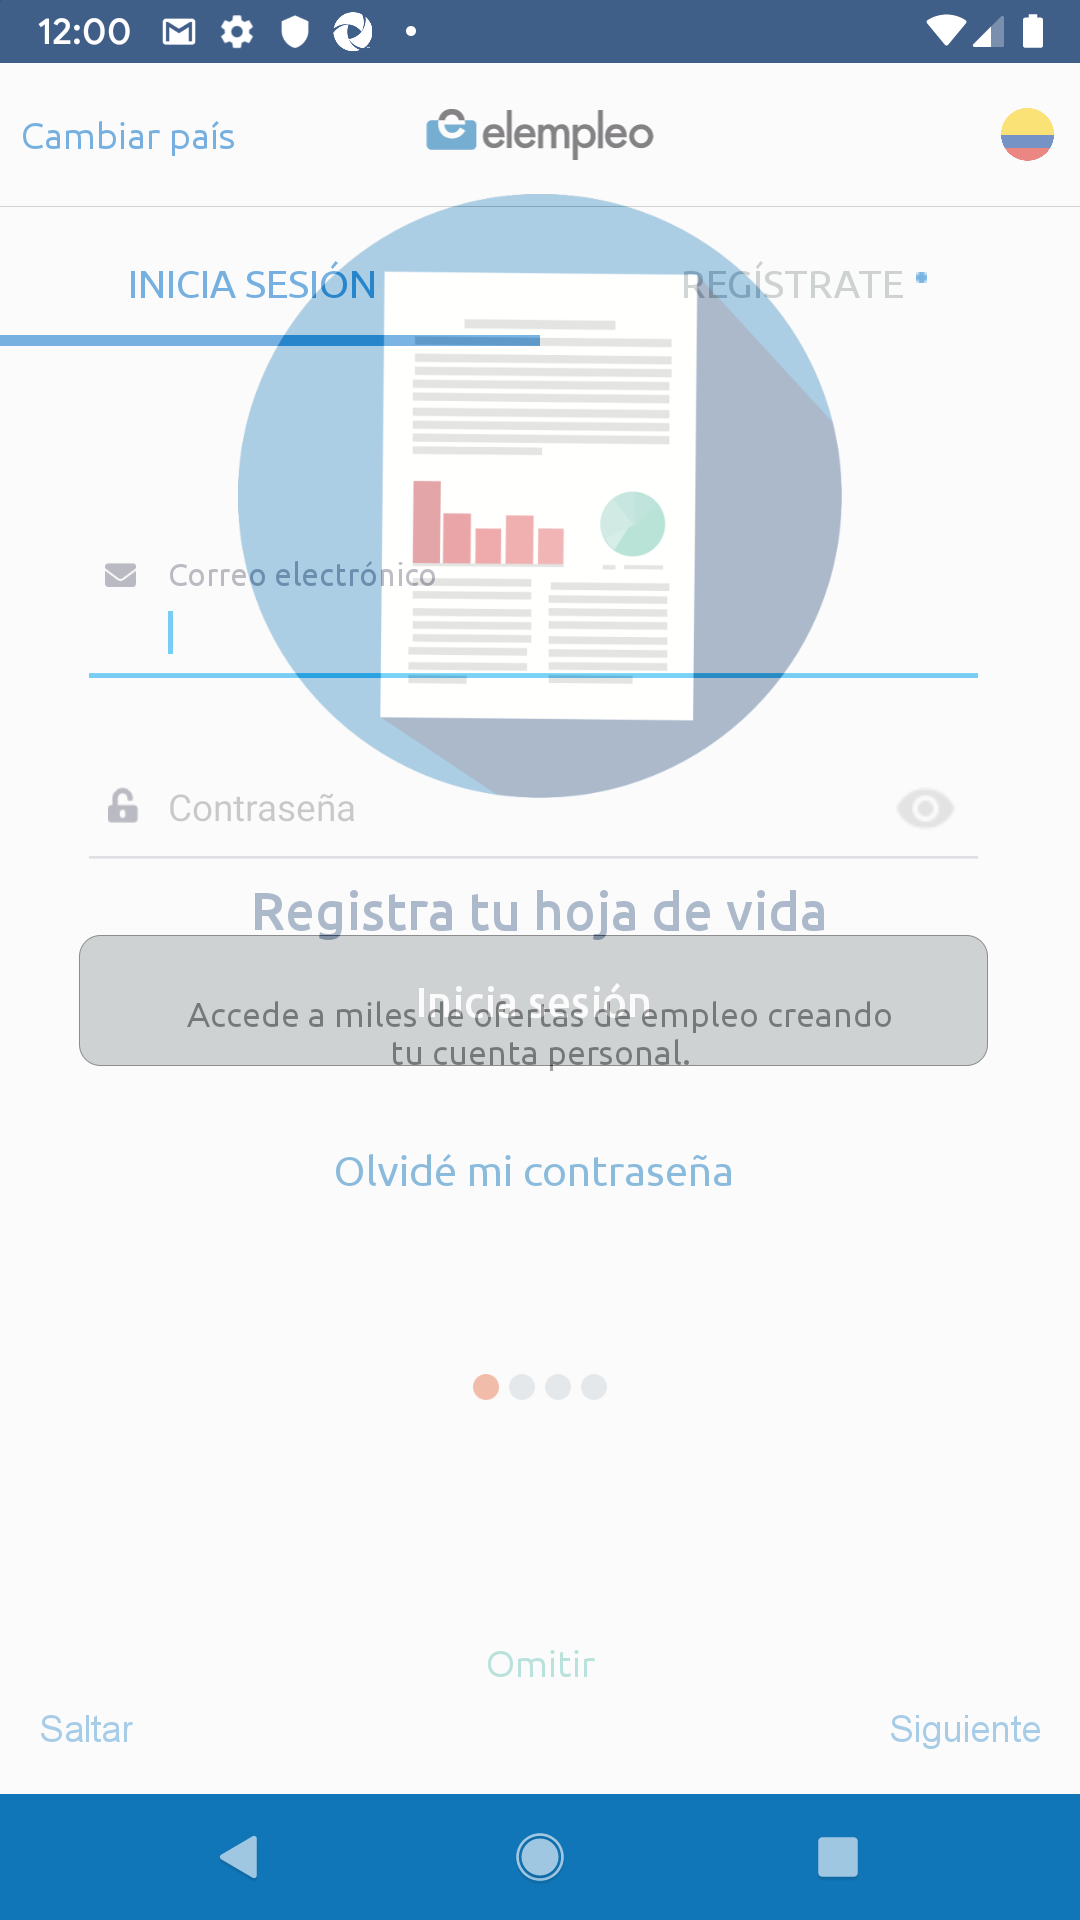 12:00
Cambiar país
elempleo
INICIA SESIÓN
REGÍSTRATE
Correo electrónico
Contraseña
Registra tu hoja de vida
Inicia sesión
Accede a miles de ofertas de empleo creando
tu cuenta personal.
Olvidé mi contraseña
Omitir
Saltar
Siguiente